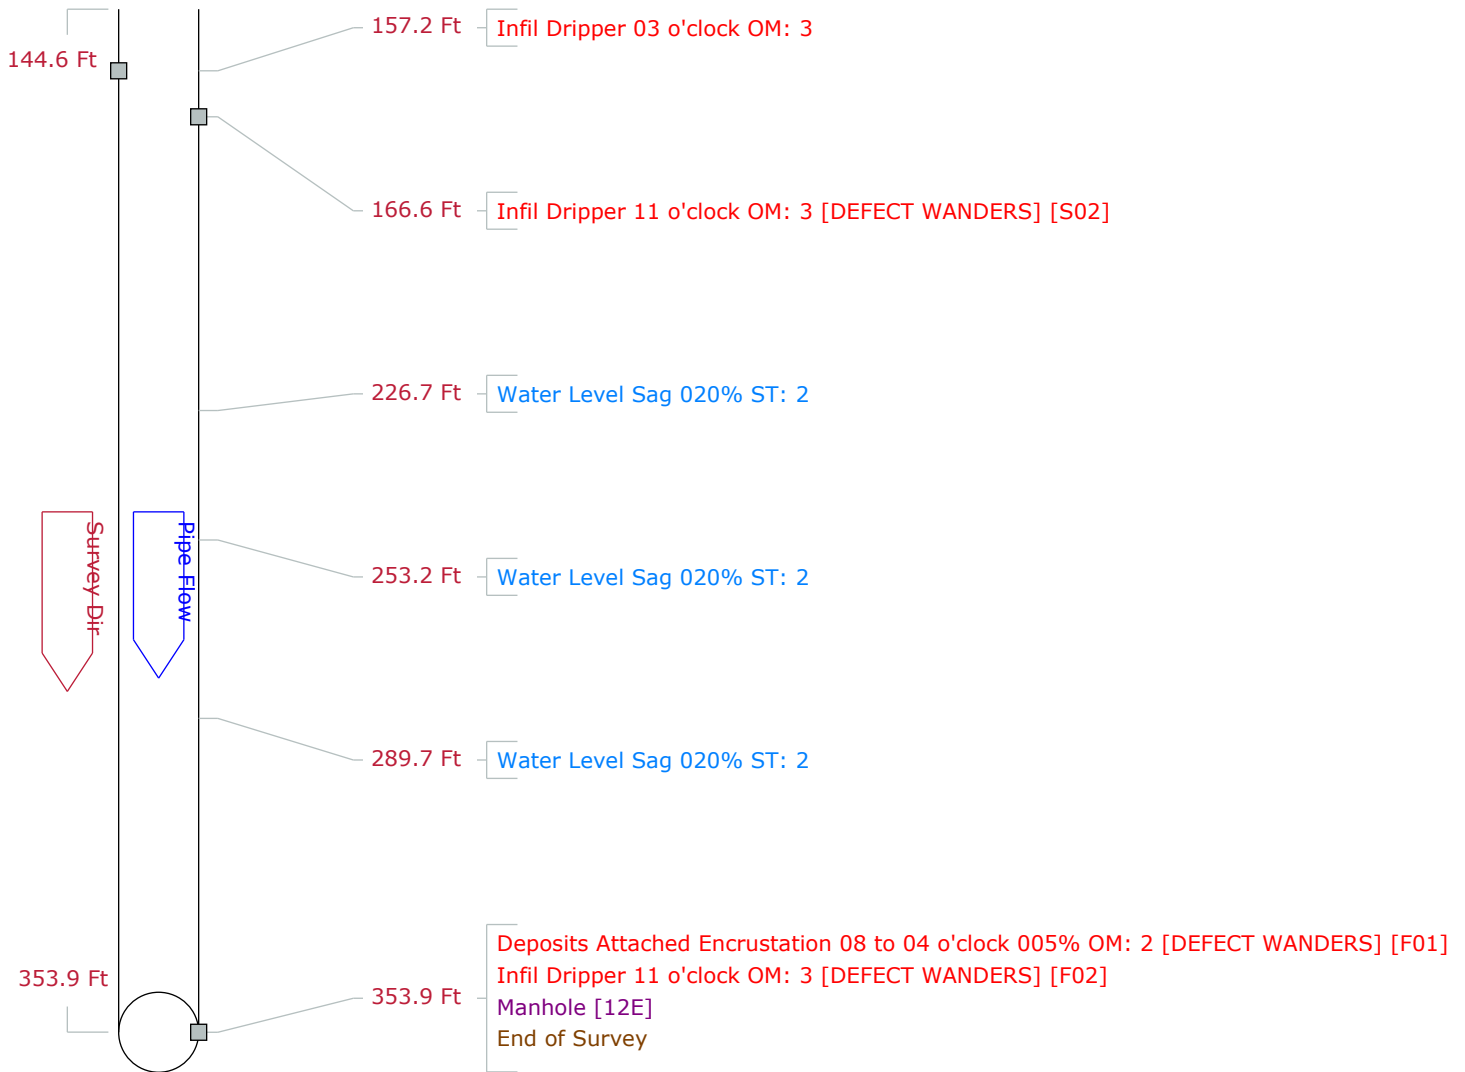 157.2 Ft Infil Dripper 03 o'clock OM: 3
144.6 Ft
166.6 Ft Infil Dripper 11 o'clock OM: 3 [DEFECT WANDERS] [S02]
226.7 Ft Water Level Sag 020% ST: 2
Survey Dir
Pipe Flow
253.2 Ft Water Level Sag 020% ST: 2
289.7 Ft Water Level Sag 020% ST: 2
353.9 Ft
353.9 Ft
Deposits Attached Encrustation 08 to 04 o'clock 005% OM: 2 [DEFECT WANDERS] [F01]
Infil Dripper 11 o'clock OM: 3 [DEFECT WANDERS] [F02]
Manhole [12E]
End of Survey